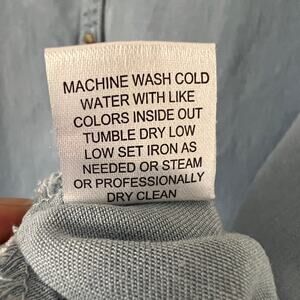 MACHINE WASH COLD
WATER WITH LIKE
COLORS INSIDE OUT
TUMBLE DRY LOW
LOW SET IRON AS
NEEDED OR STEAM
OR PROFESSIONALLY
DRY CLEAN